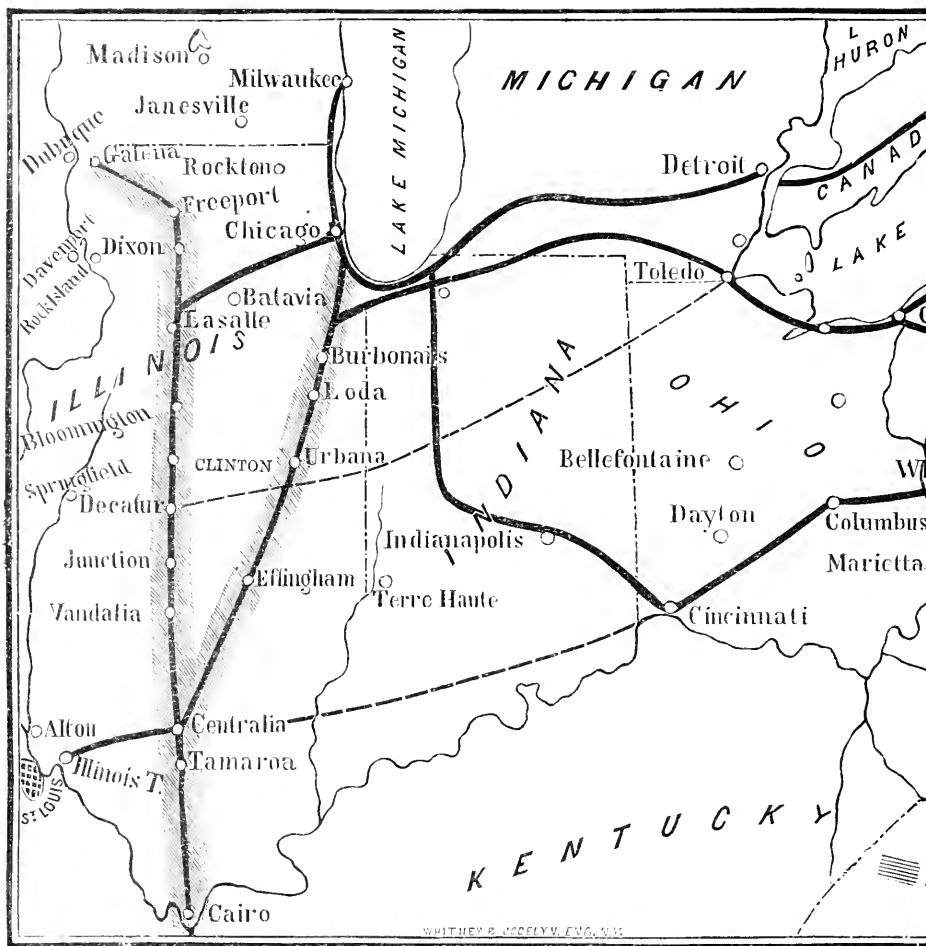 L
HURON
Madison
LAKE MICHIGAN
Milwaukee
MICHIGAN
Janesville
Dubuque
Galena
Rockton
Detroit
CANAD
Freeport
Chicago
LAKE
Davenport
Dixon
Toledo
Rock Island
Batavia
Lasalle
ILLINOIS
INDIANA
OHIO
Burbonais
Loda
Bloomington
CLINTON
Urbana
Bellefontaine
W
Springfield
Decatur
Dayton
Columbus
Indianapolis
Junction
Marietta
Effingham
Terre Haute
Vandalia
Cincinnati
Alton
Centralia
Illinois T.
Tamaroa
ST LOUIS
KENTUCKY
Cairo